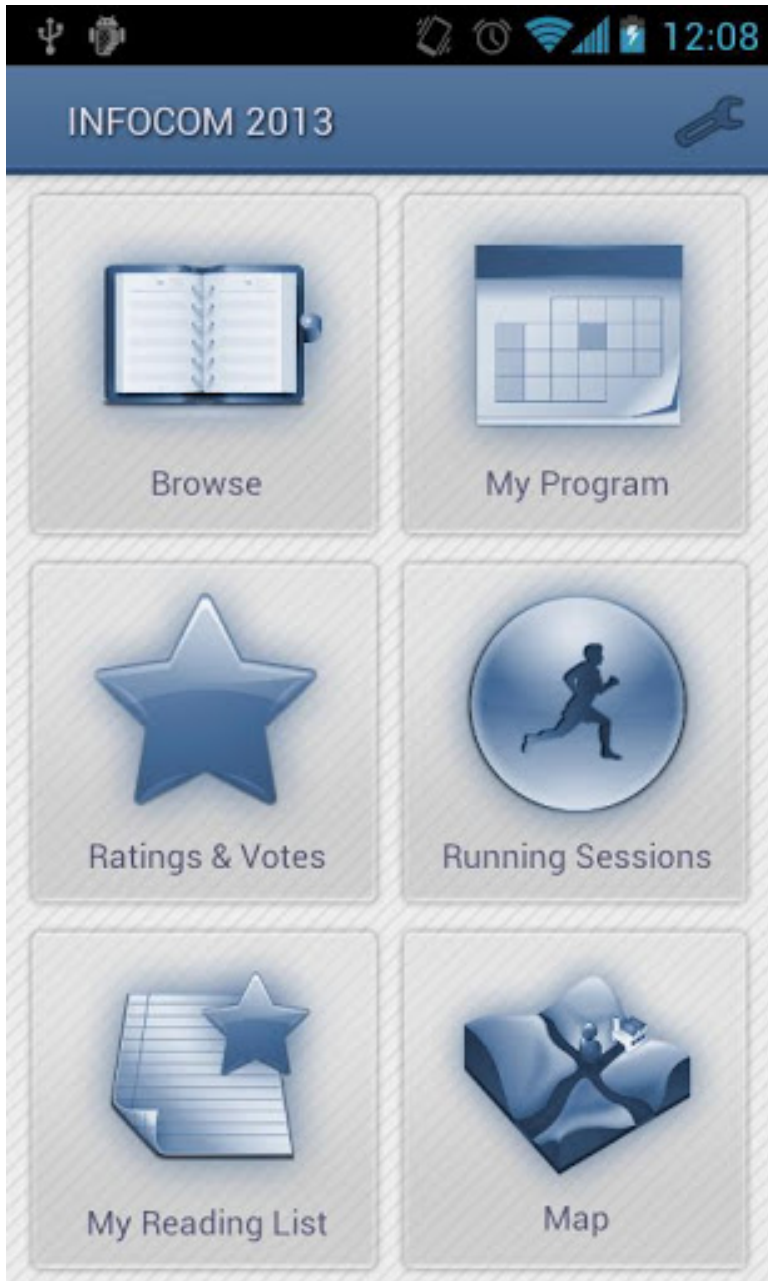 12:08
INFOCOM 2013
Browse
My Program
Ratings & Votes
Running Sessions
My Reading List
Map